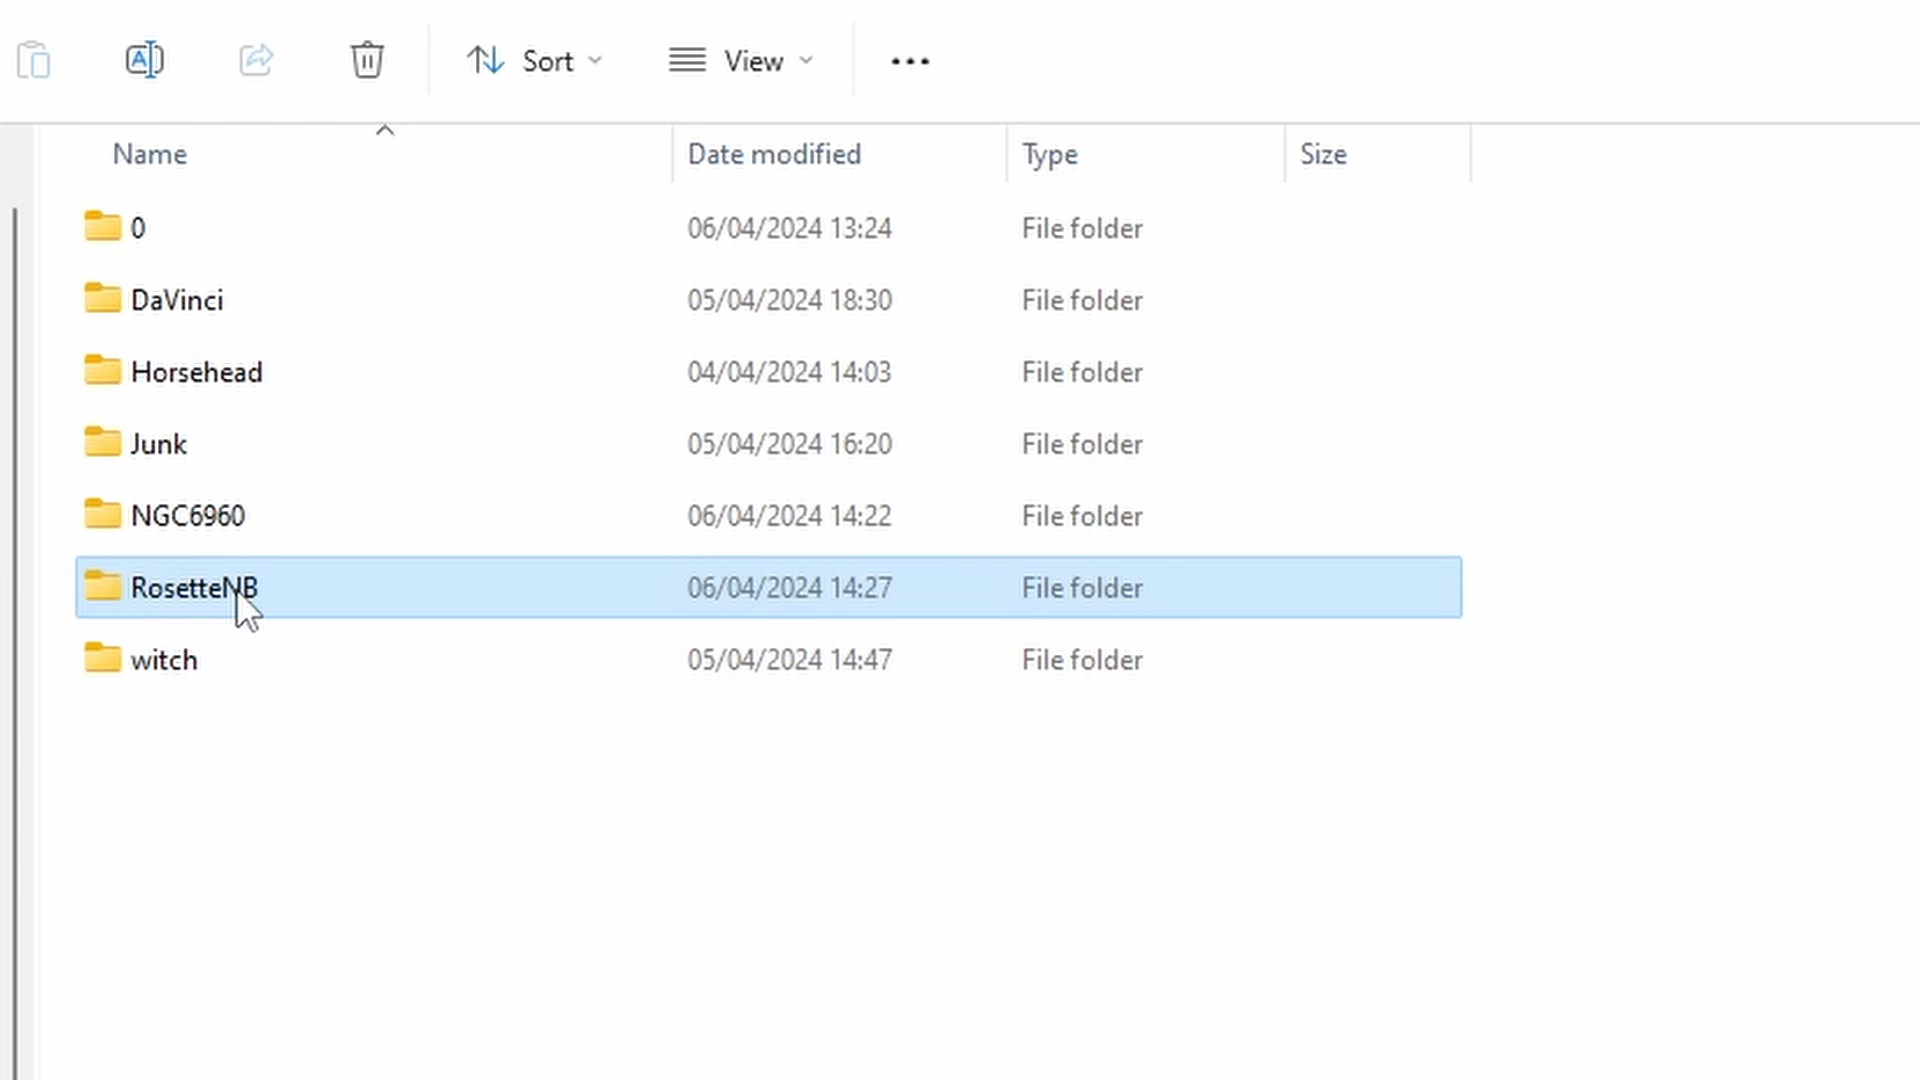 Sort View
Name Date modified Type Size
0 06/04/2024 13:24 File folder
DaVinci 05/04/2024 18:30 File folder
Horsehead 04/04/2024 14:03 File folder
Junk 05/04/2024 16:20 File folder
NGC6960 06/04/2024 14:22 File folder
RosetteNB 06/04/2024 14:27 File folder
witch 05/04/2024 14:47 File folder